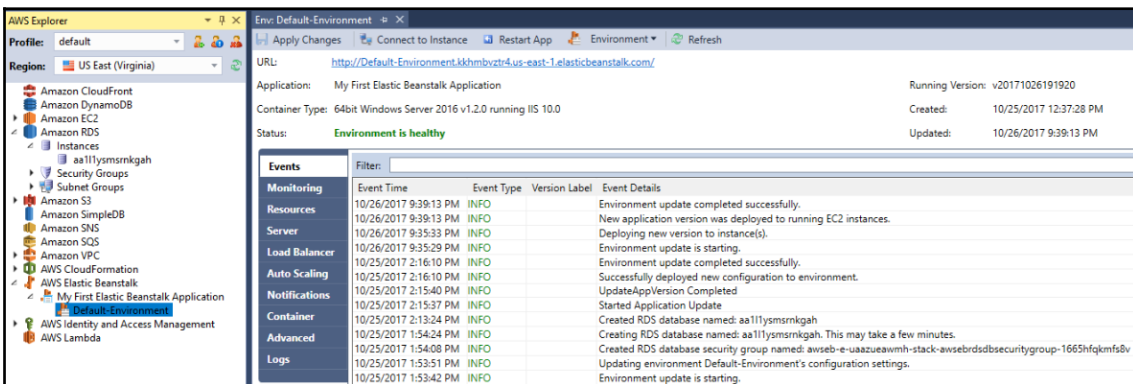 AWS Explorer
Profile: default
Region: US East (Virginia)
Amazon CloudFront
Amazon DynamoDB
Amazon EC2
Amazon RDS
Instances
aa1l1ysmsrnkgah
Security Groups
Subnet Groups
Amazon S3
Amazon SimpleDB
Amazon SNS
Amazon SQS
Amazon VPC
AWS CloudFormation
AWS Elastic Beanstalk
My First Elastic Beanstalk Application
Default-Environment
AWS Identity and Access Management
AWS Lambda
Env: Default-Environment
Apply Changes Connect to Instance Restart App Environment Refresh
URL: http://Default-Environment.kkhmbvztr4.us-east-1.elasticbeanstalk.com/
Application: My First Elastic Beanstalk Application Running Version: v20171026191920
Container Type: 64bit Windows Server 2016 v1.2.0 running IIS 10.0 Created: 10/25/2017 12:37:28 PM
Status: Environment is healthy Updated: 10/26/2017 9:39:13 PM
Events
Monitoring
Resources
Server
Load Balancer
Auto Scaling
Notifications
Container
Advanced
Logs
Filter:
Event Time Event Type Version Label Event Details
10/26/2017 9:39:13 PM INFO Environment update completed successfully.
10/26/2017 9:39:13 PM INFO New application version was deployed to running EC2 instances.
10/26/2017 9:35:33 PM INFO Deploying new version to instance(s).
10/26/2017 9:35:29 PM INFO Environment update is starting.
10/25/2017 2:16:10 PM INFO Environment update completed successfully.
10/25/2017 2:16:10 PM INFO Successfully deployed new configuration to environment.
10/25/2017 2:15:40 PM INFO UpdateAppVersion Completed
10/25/2017 2:15:37 PM INFO Started Application Update
10/25/2017 2:13:24 PM INFO Created RDS database named: aa1l1ysmsrnkgah
10/25/2017 1:54:24 PM INFO Creating RDS database named: aa1l1ysmsrnkgah. This may take a few minutes.
10/25/2017 1:54:08 PM INFO Created RDS database security group named: awseb-e-uaazueawmh-stack-awsebrdsdbsecuritygroup-1665hfqkmfs8v
10/25/2017 1:53:51 PM INFO Updating environment Default-Environment's configuration settings.
10/25/2017 1:53:42 PM INFO Environment update is starting.